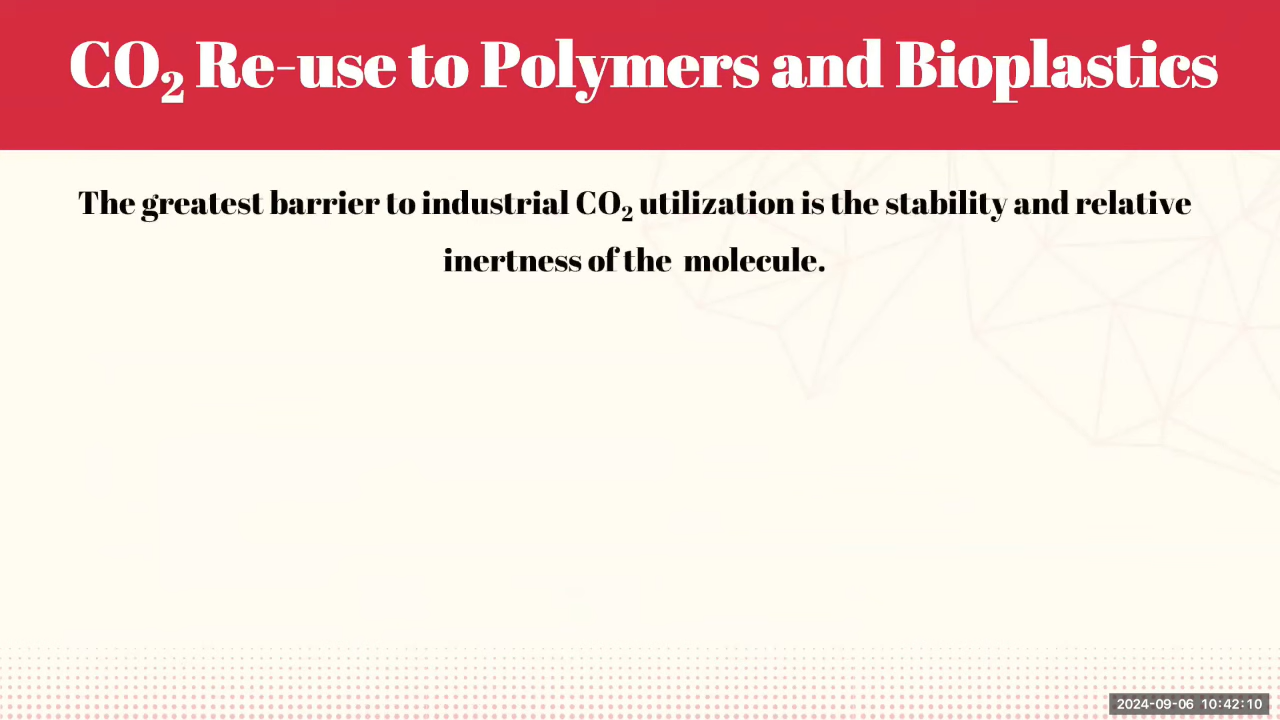 CO₂ Re-use to Polymers and Bioplastics
The greatest barrier to industrial CO₂ utilization is the stability and relative
inertness of the  molecule.
2024-09-06 10:42:10